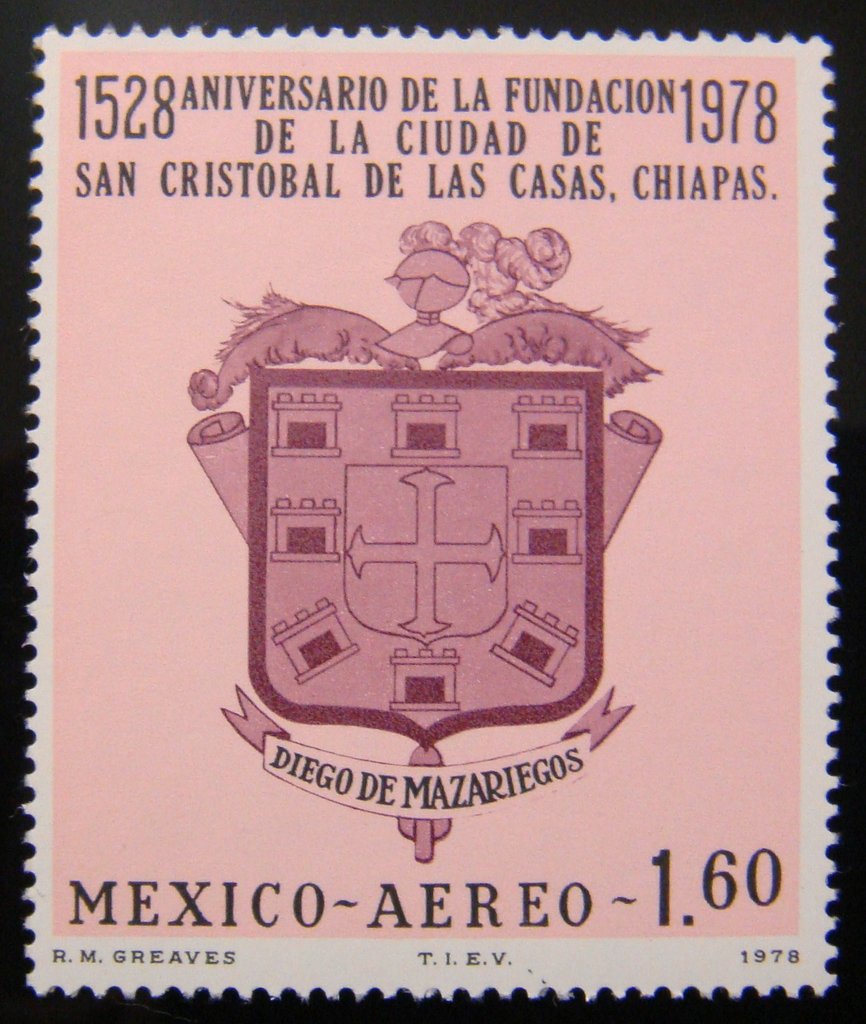 1528 ANIVERSARIO DE LA FUNDACION 1978
DE LA CIUDAD DE
SAN CRISTOBAL DE LAS CASAS, CHIAPAS.
DIEGO DE MAZARIEGOS
MEXICO~AEREO~1.60
R. M. GREAVES T. I. E. V. 1978